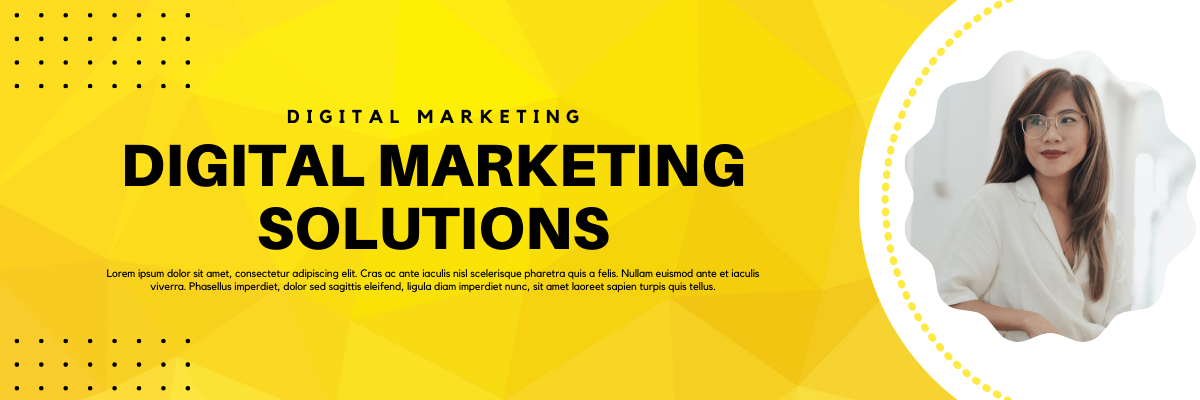 DIGITAL MARKETING
DIGITAL MARKETING
SOLUTIONS
Lorem ipsum dolor sit amet, consectetur adipiscing elit. Cras ac ante iaculis nisl scelerisque pharetra quis a felis. Nullam euismod ante et iaculis
viverra. Phasellus imperdiet, dolor sed sagittis eleifend, ligula diam imperdiet nunc, sit amet laoreet sapien turpis quis tellus.